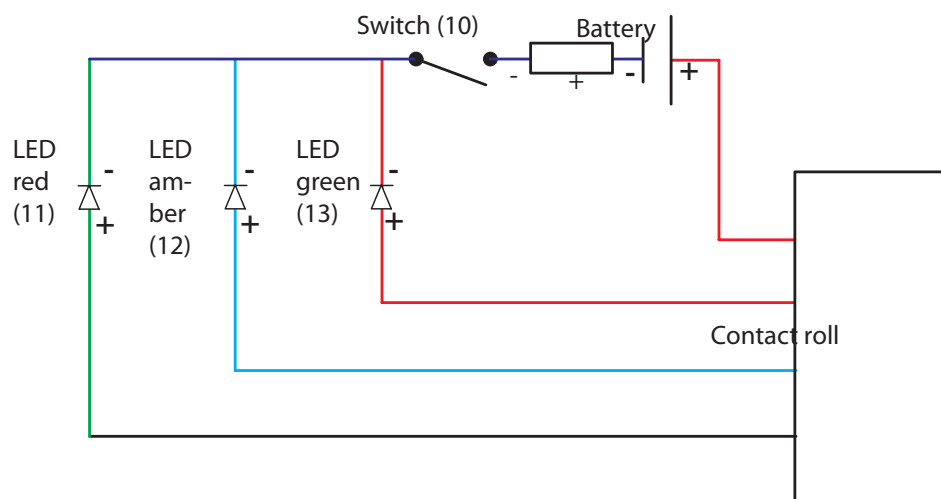 Switch (10)
Battery
-
+
-
+
LED
red
(11)
-
+
LED
am-
ber
(12)
-
+
LED
green
(13)
-
+
Contact roll